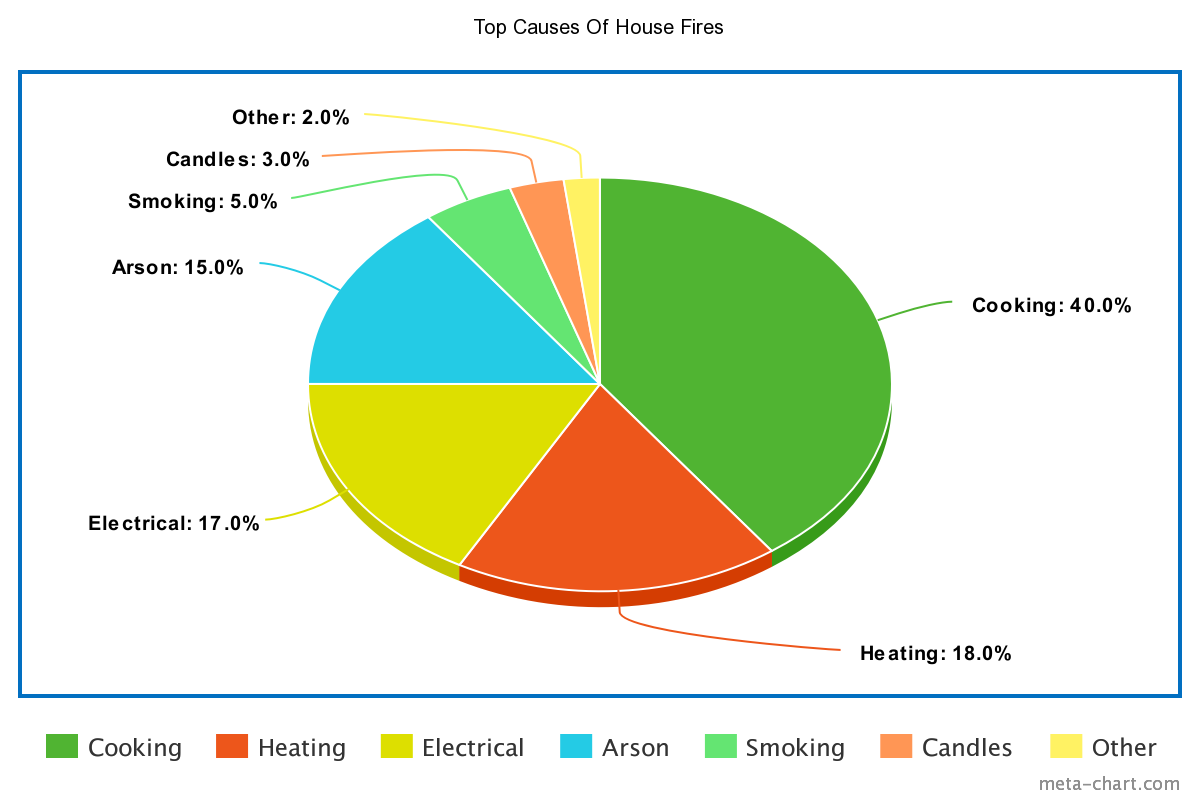 Top Causes Of House Fires
Other: 2.0%
Candles: 3.0%
Smoking: 5.0%
Arson: 15.0%
Cooking: 40.0%
Electrical: 17.0%
Heating: 18.0%
Cooking Heating Electrical Arson Smoking Candles Other
meta-chart.com